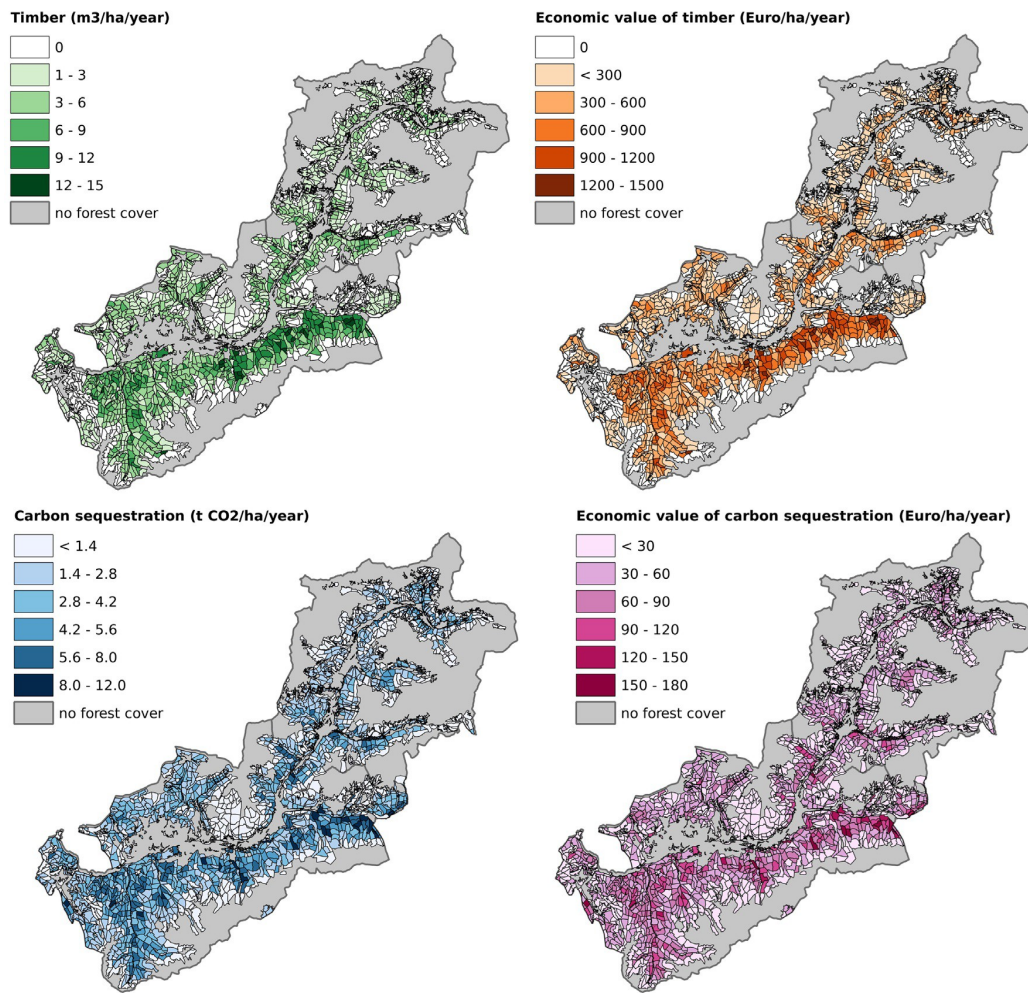 Timber (m3/ha/year)
0
1 - 3
3 - 6
6 - 9
9 - 12
12 - 15
no forest cover
Economic value of timber (Euro/ha/year)
0
< 300
300 - 600
600 - 900
900 - 1200
1200 - 1500
no forest cover
Carbon sequestration (t CO2/ha/year)
< 1.4
1.4 - 2.8
2.8 - 4.2
4.2 - 5.6
5.6 - 8.0
8.0 - 12.0
no forest cover
Economic value of carbon sequestration (Euro/ha/year)
< 30
30 - 60
60 - 90
90 - 120
120 - 150
150 - 180
no forest cover